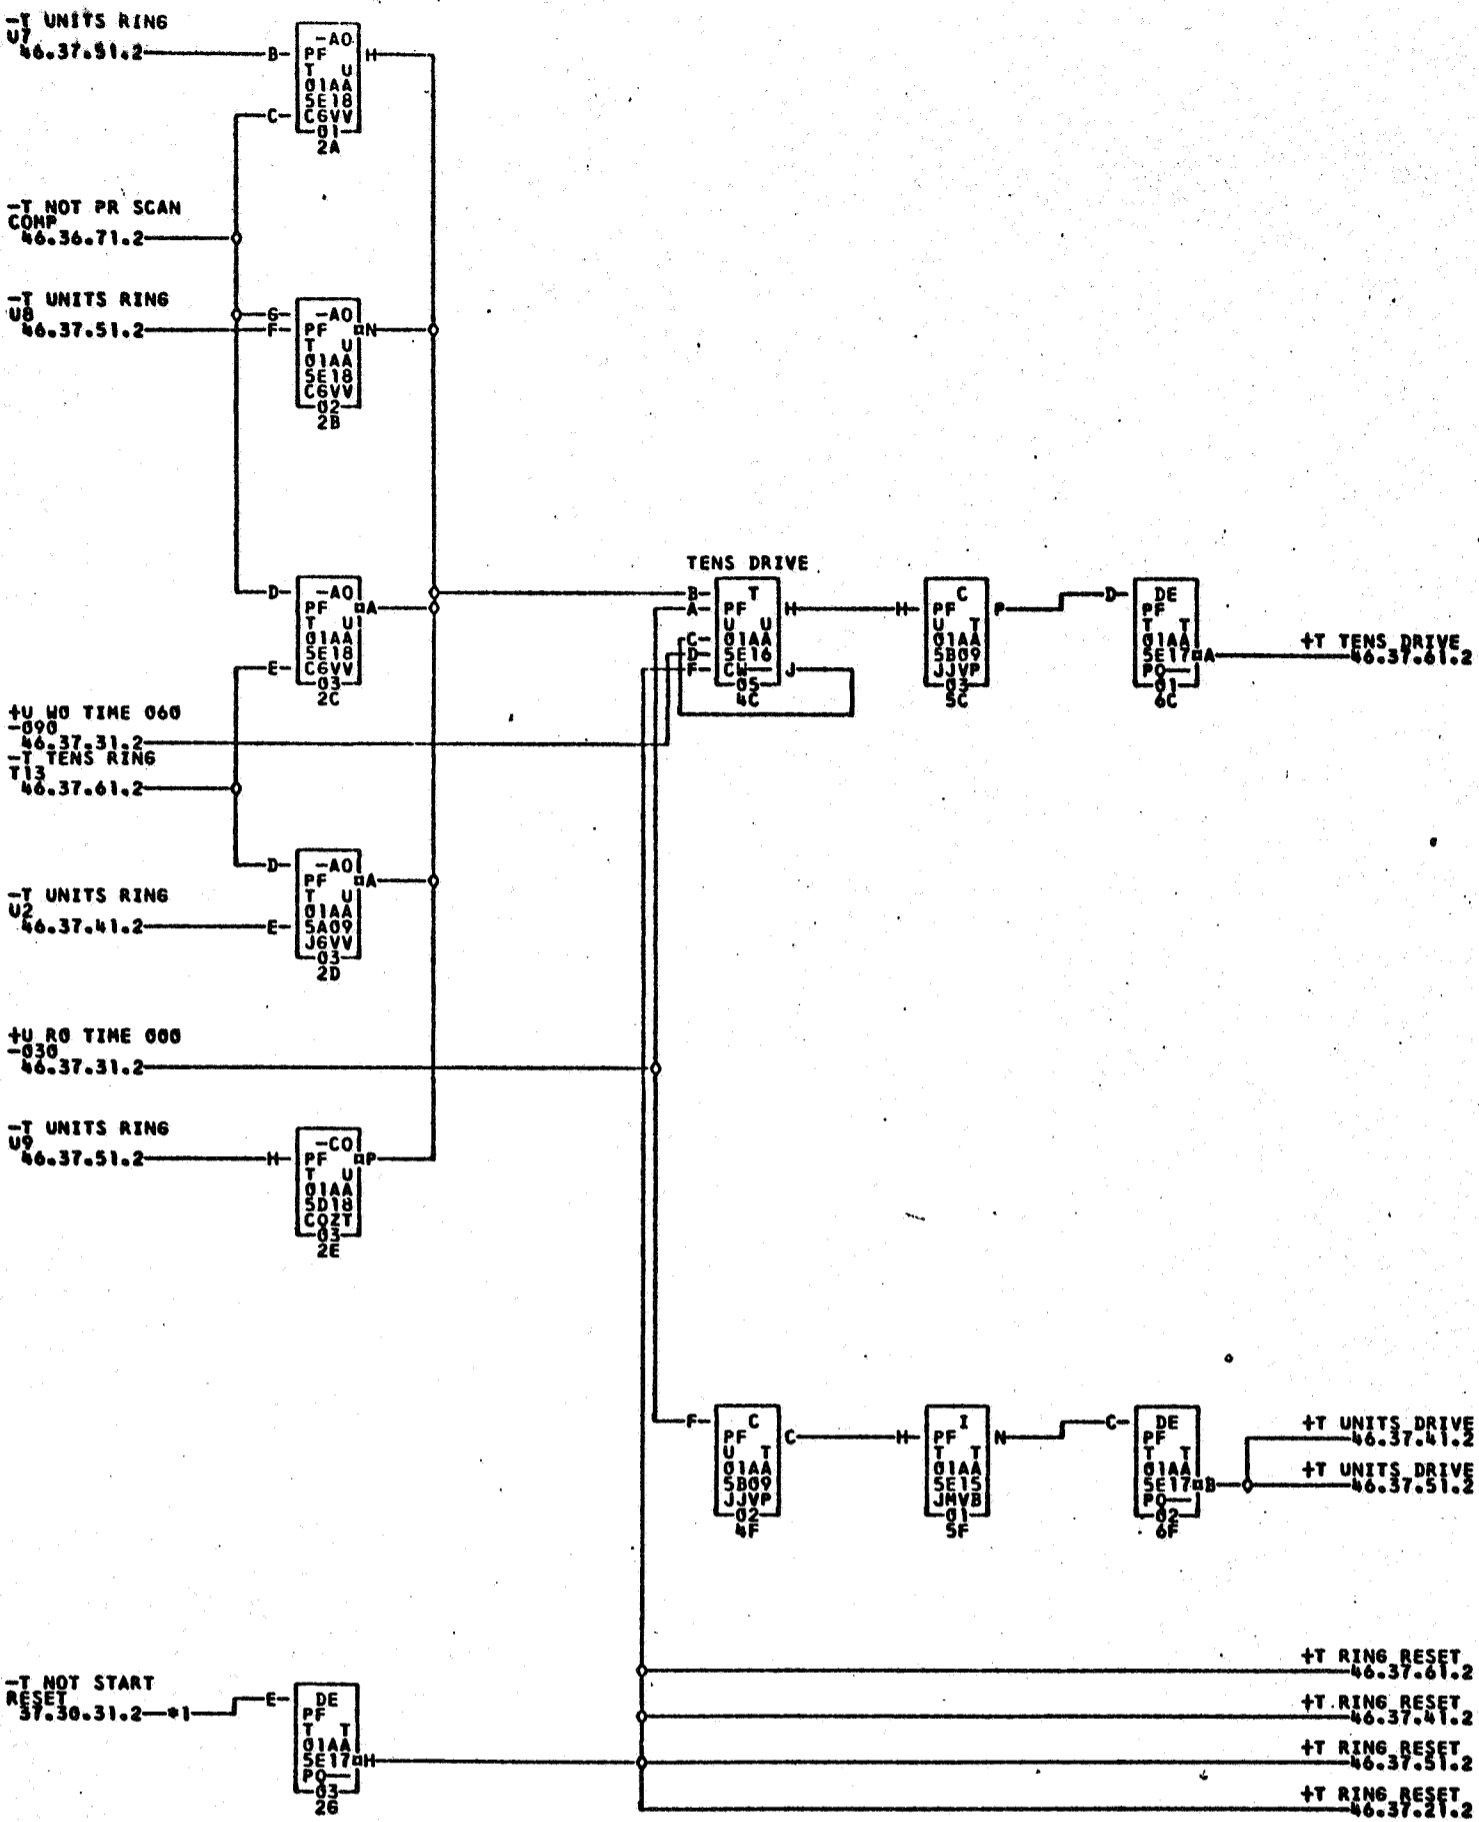 -T UNITS RING
U7
46.37.51.2
B
-AO
PF
H
T U
01AA
5E18
C
C6VV
01
2A
-T NOT PR SCAN
COMP
46.36.71.2
-T UNITS RING
U8
46.37.51.2
G
F
-AO
PF
N
T U
01AA
5E18
C6VV
02
2B
D
-AO
PF
A
T U
01AA
5E18
E
C6VV
03
2C
TENS DRIVE
B
A
C
D
F
T
PF
H
U U
01AA
5E16
J
4C
H
C
PF
P
U T
01AA
5B09
JJVP
03
5C
D
DE
PF
T T
01AA
5E17
A
PQ--
01
6C
+T TENS DRIVE
46.37.61.2
+U WO TIME 060
-090
46.37.31.2
-T TENS RING
T13
46.37.61.2
D
-AO
PF
A
T U
01AA
5A09
J6VV
03
2D
-T UNITS RING
U2
46.37.41.2
E
+U RO TIME 000
-030
46.37.31.2
-T UNITS RING
U9
46.37.51.2
H
-CO
PF
P
T U
01AA
5D18
CQZT
03
2E
F
C
PF
C
U T
01AA
5B09
JJVP
02
4F
H
I
PF
N
T T
01AA
5E15
JMVB
01
5F
C
DE
PF
T T
01AA
5E17
B
PQ--
02
6F
+T UNITS DRIVE
46.37.41.2
+T UNITS DRIVE
46.37.51.2
-T NOT START
RESET
37.30.31.2
*1
E
DE
PF
T T
01AA
5E17
H
PQ--
03
2G
+T RING RESET
46.37.61.2
+T RING RESET
46.37.41.2
+T RING RESET
46.37.51.2
+T RING RESET
46.37.21.2